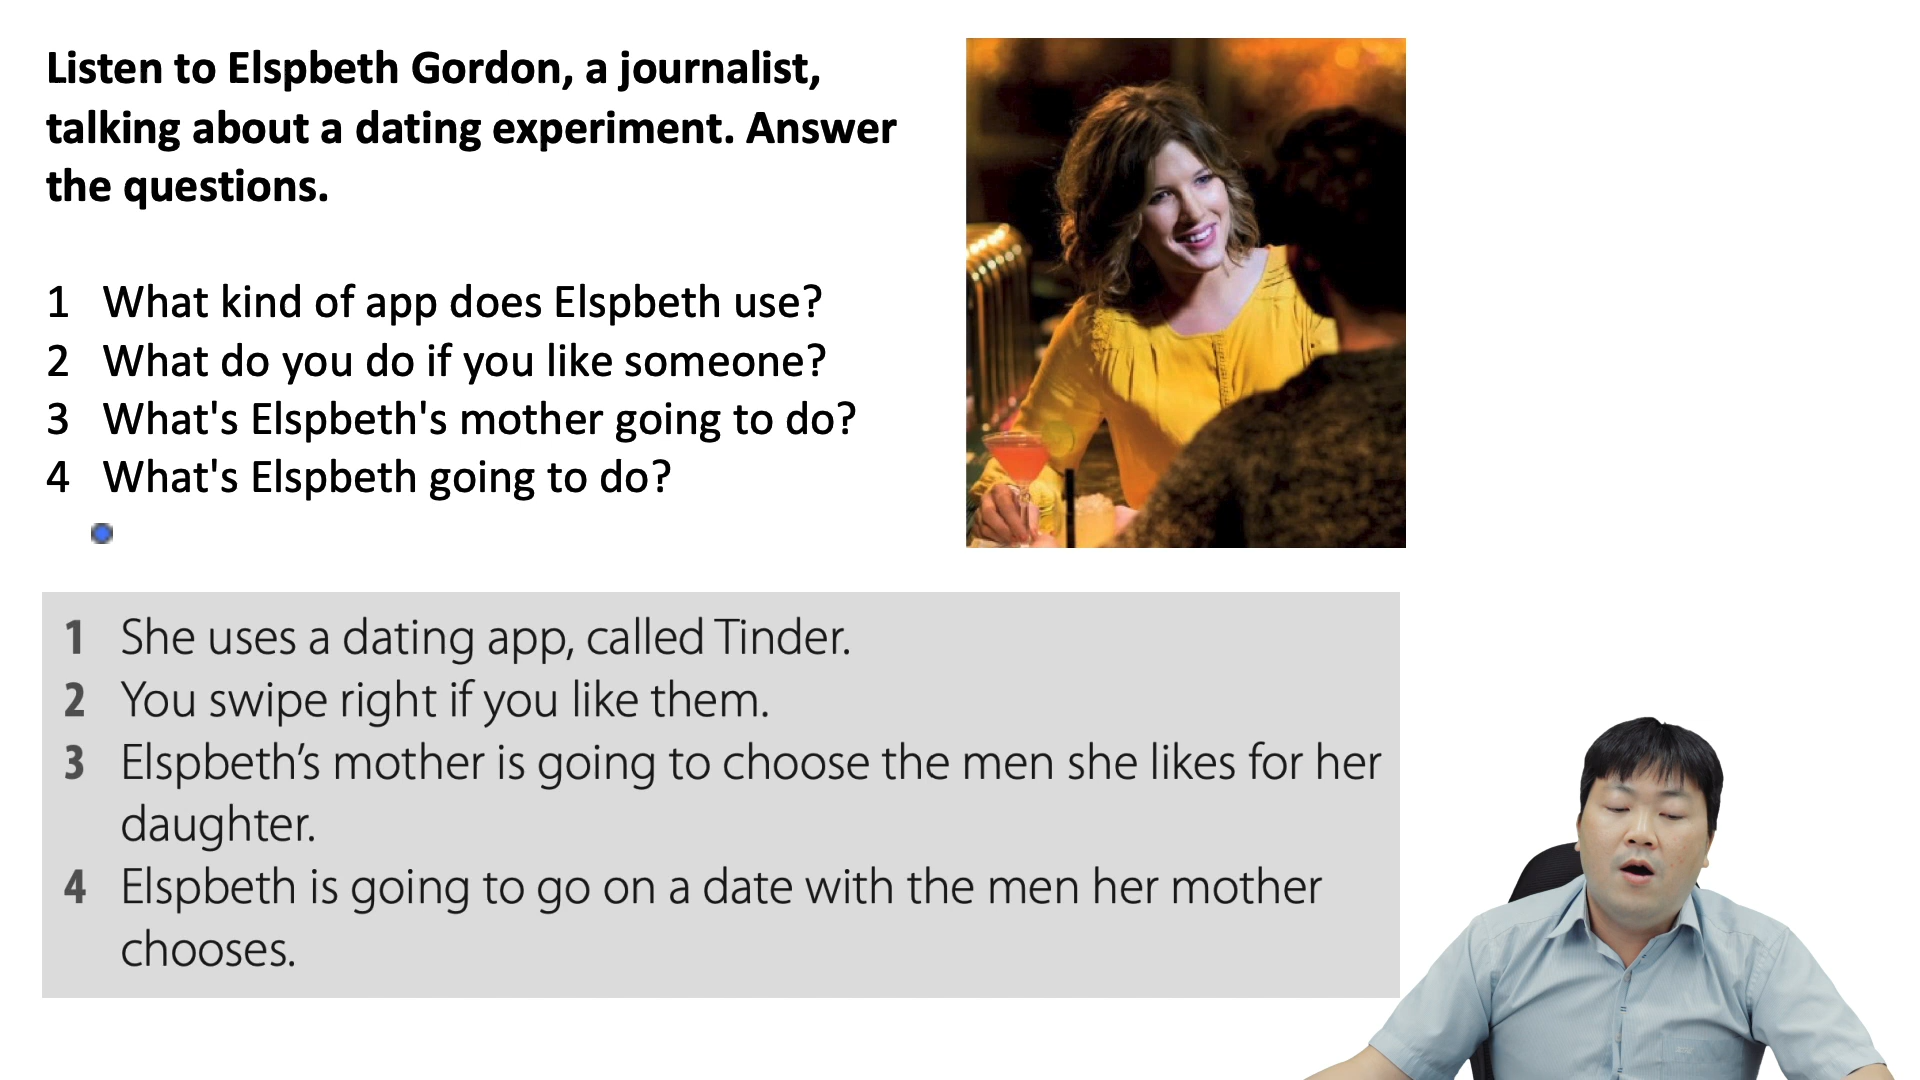 Listen to Elspbeth Gordon, a journalist,
talking about a dating experiment. Answer
the questions.
1 What kind of app does Elspbeth use?
2 What do you do if you like someone?
3 What's Elspbeth's mother going to do?
4 What's Elspbeth going to do?
1 She uses a dating app, called Tinder.
2 You swipe right if you like them.
3 Elspbeth’s mother is going to choose the men she likes for her
daughter.
4 Elspbeth is going to go on a date with the men her mother
chooses.